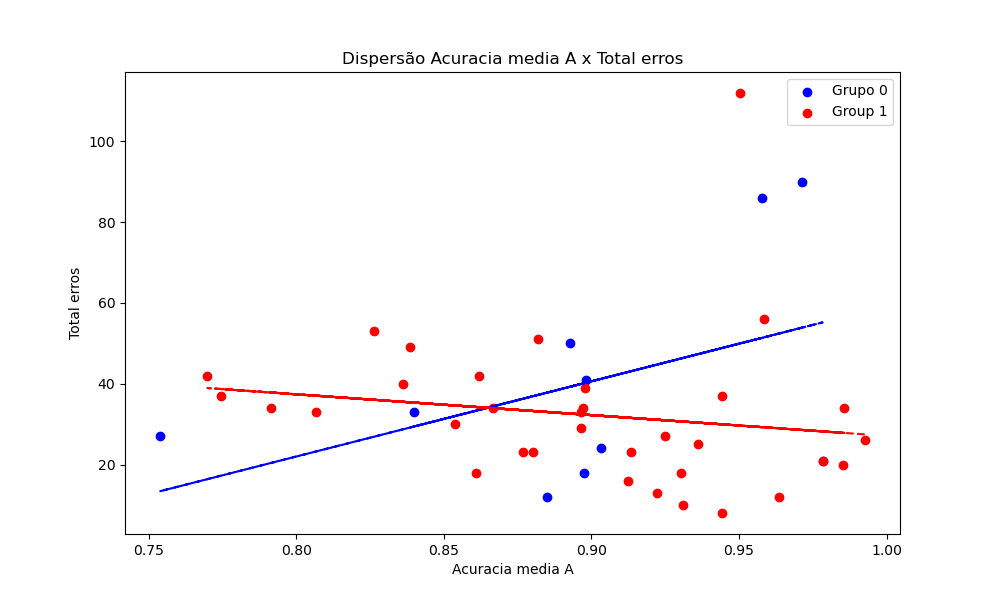 Dispersão Acuracia media A x Total erros
Grupo 0
Group 1
Total erros
100
80
60
40
20
0.75
0.80
0.85
0.90
0.95
1.00
Acuracia media A